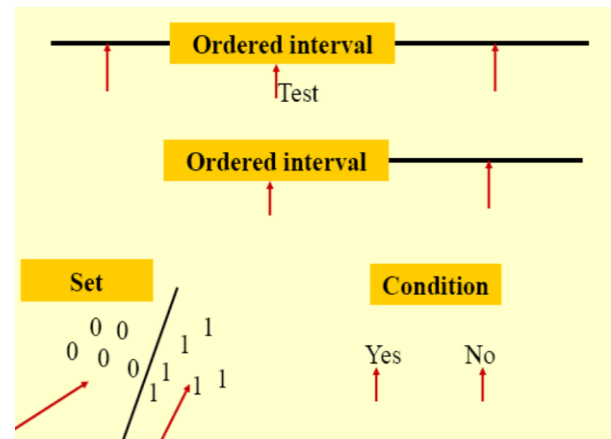 Ordered interval
Test
Ordered interval
Set
Condition
0 0 1
0 0 1
0 1 1 1
1
Yes No